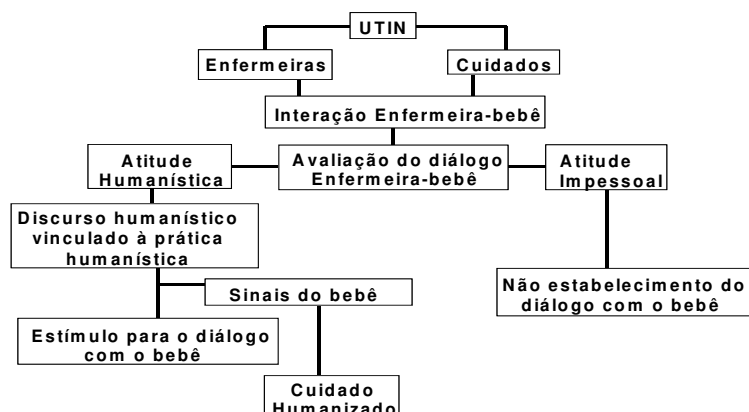 UTIN
Enfermeiras
Cuidados
Interação Enfermeira-bebê
Atitude
Humanística
Avaliação do diálogo
Enfermeira-bebê
Atitude
Impessoal
Discurso humanístico
vinculado à prática
humanística
Sinais do bebê
Não estabelecimento do
diálogo com o bebê
Estímulo para o diálogo
com o bebê
Cuidado
Humanizado